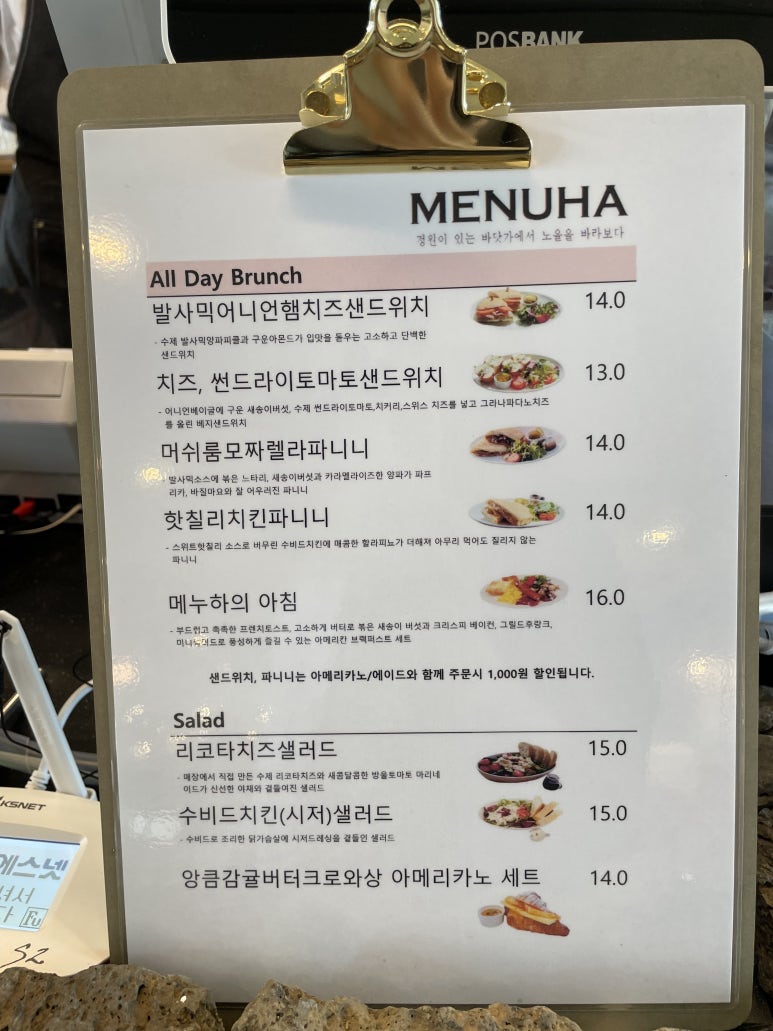 POSBANK
MENUHA
정원이 있는 바닷가에서 노을을 바라보다
All Day Brunch
발사믹어니언햄치즈샌드위치 14.0
- 수제 발사믹양파피클과 구운아몬드가 입맛을 돋우는 고소하고 단백한
샌드위치
치즈, 썬드라이토마토샌드위치 13.0
- 어니언베이글에 구운 새송이버섯, 수제 썬드라이토마토,치커리,스위스 치즈를 넣고 그라나파다노치즈
를 올린 베지샌드위치
머쉬룸모짜렐라파니니 14.0
- 발사믹소스에 볶은 느타리, 새송이버섯과 카라멜라이즈한 양파가 파프
리카, 바질마요와 잘 어우러진 파니니
핫칠리치킨파니니 14.0
- 스위트핫칠리 소스로 버무린 수비드치킨에 매콤한 할라피뇨가 더해져 아무리 먹어도 질리지 않는
파니니
메누하의 아침 16.0
- 부드럽고 촉촉한 프렌치토스트, 고소하게 버터로 볶은 새송이 버섯과 크리스피 베이컨, 그릴드후랑크,
미니샐러드로 풍성하게 즐길 수 있는 아메리칸 브랙퍼스트 세트
샌드위치, 파니니는 아메리카노/에이드와 함께 주문시 1,000원 할인됩니다.
Salad
리코타치즈샐러드 15.0
- 매장에서 직접 만든 수제 리코타치즈와 새콤달콤한 방울토마토 마리네
이드가 신선한 야채와 곁들여진 샐러드
수비드치킨(시저)샐러드 15.0
- 수비드로 조리한 닭가슴살에 시저드레싱을 곁들인 샐러드
앙큼감귤버터크로와상 아메리카노 세트 14.0
KSNET
에스넷
셔서
다 Fu
S2